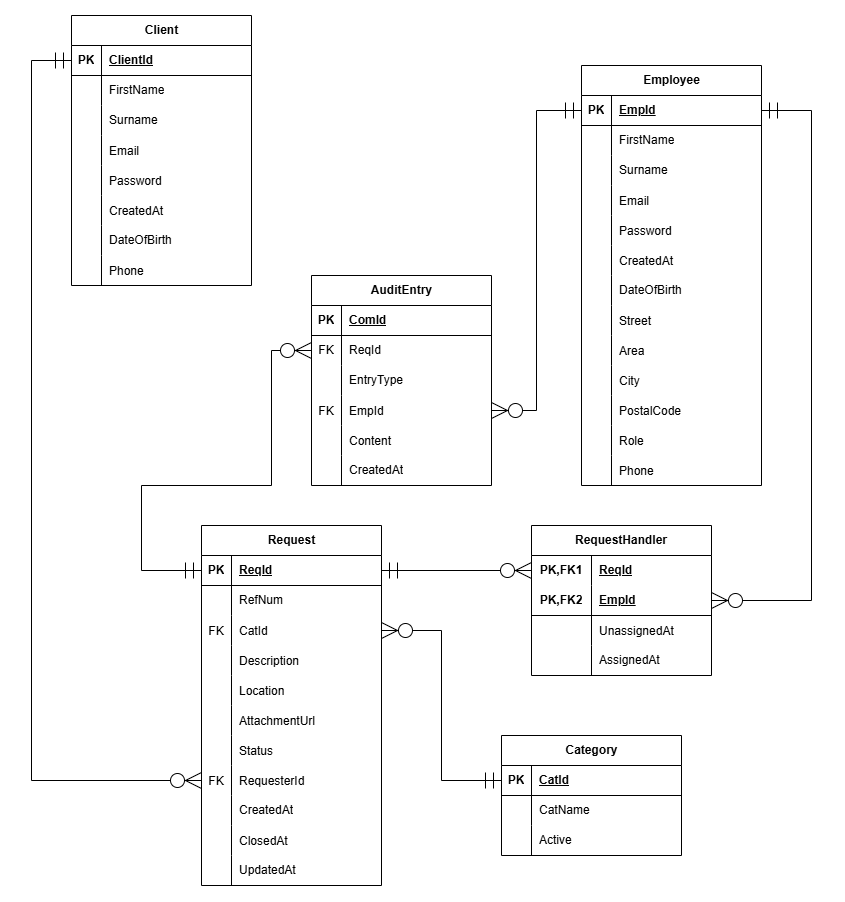 Client
PK ClientId
FirstName
Surname
Email
Password
CreatedAt
DateOfBirth
Phone
Employee
PK EmpId
FirstName
Surname
Email
Password
CreatedAt
DateOfBirth
Street
Area
City
PostalCode
Role
Phone
AuditEntry
PK ComId
FK ReqId
EntryType
FK EmpId
Content
CreatedAt
Request
PK ReqId
RefNum
FK CatId
Description
Location
AttachmentUrl
Status
FK RequesterId
CreatedAt
ClosedAt
UpdatedAt
RequestHandler
PK,FK1 ReqId
PK,FK2 EmpId
UnassignedAt
AssignedAt
Category
PK CatId
CatName
Active